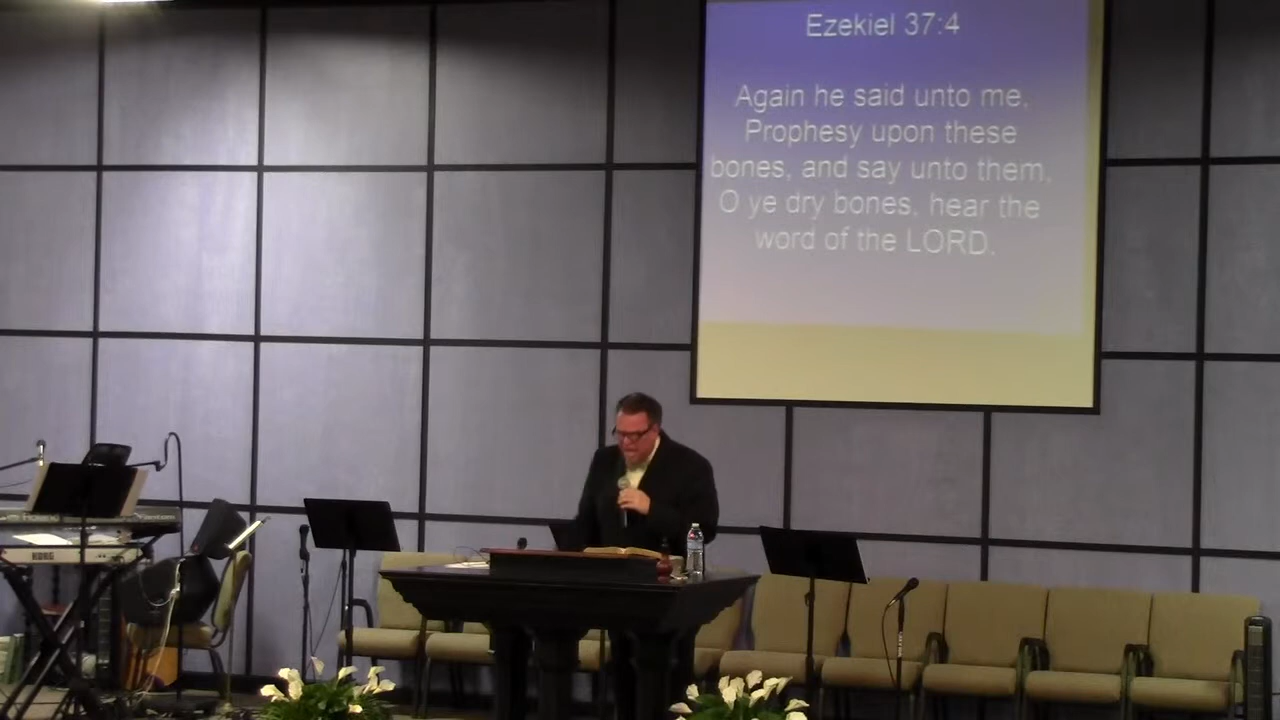 Ezekiel 37:4
Again he said unto me,
Prophesy upon these
bones, and say unto them,
O ye dry bones, hear the
word of the LORD.
KORG